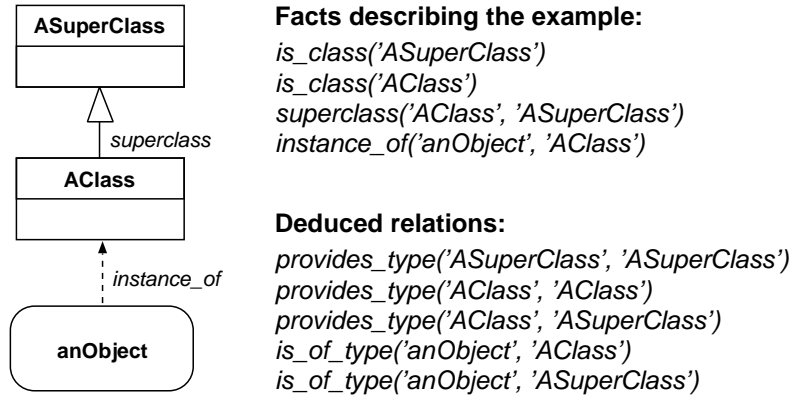 ASuperClass
superclass
AClass
instance_of
anObject
Facts describing the example:
is_class(’ASuperClass’)
is_class(’AClass’)
superclass(’AClass’, ’ASuperClass’)
instance_of(’anObject’, ’AClass’)
Deduced relations:
provides_type(’ASuperClass’, ’ASuperClass’)
provides_type(’AClass’, ’AClass’)
provides_type(’AClass’, ’ASuperClass’)
is_of_type(’anObject’, ’AClass’)
is_of_type(’anObject’, ’ASuperClass’)